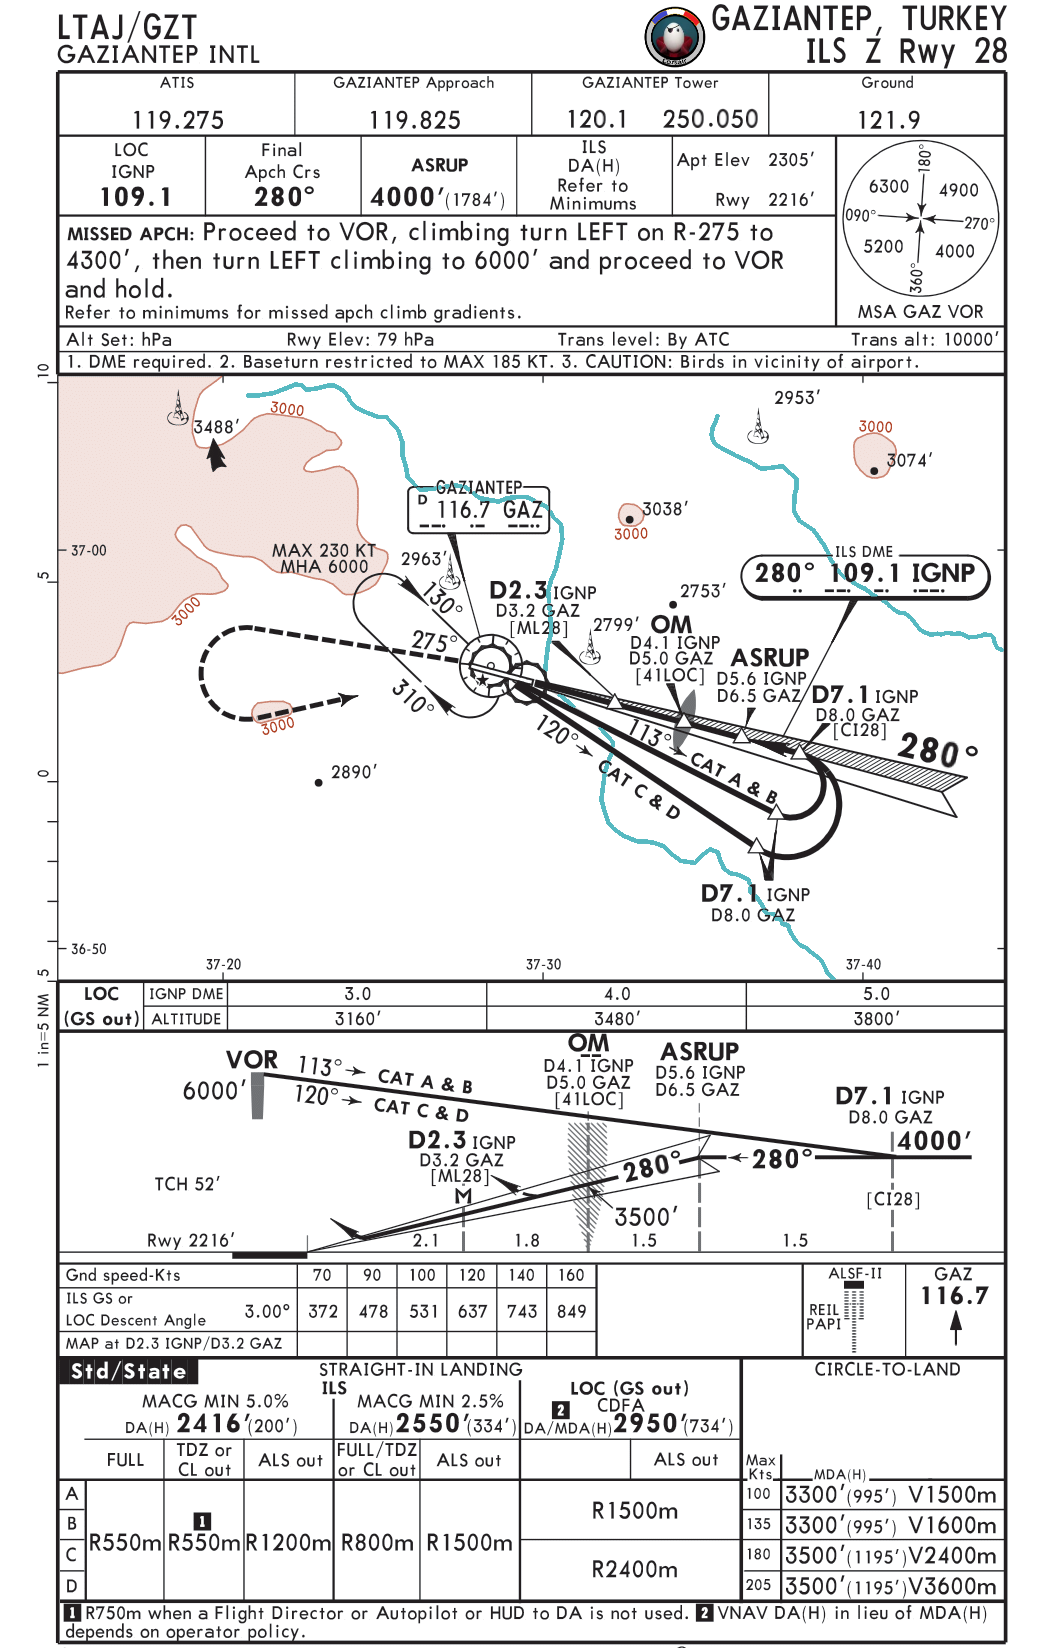 LTAJ/GZT
GAZIANTEP INTL
GAZIANTEP, TURKEY
ILS Z Rwy 28
ATIS
119.275
GAZIANTEP Approach
119.825
GAZIANTEP Tower
120.1 250.050
Ground
121.9
LOC
IGNP
109.1
Final
Apch Crs
280°
ASRUP
4000'(1784')
ILS
DA(H)
Refer to
Minimums
Apt Elev 2305'
Rwy 2216'
180°
6300
4900
090°
270°
5200
4000
360°
MSA GAZ VOR
MISSED APCH: Proceed to VOR, climbing turn LEFT on R-275 to
4300', then turn LEFT climbing to 6000' and proceed to VOR
and hold.
Refer to minimums for missed apch climb gradients.
Alt Set: hPa Rwy Elev: 79 hPa Trans level: By ATC Trans alt: 10000'
1. DME required. 2. Baseturn restricted to MAX 185 KT. 3. CAUTION: Birds in vicinity of airport.
10
5
0
5
1 in=5 NM
3000
3488'
2953'
3000
3074'
GAZIANTEP
D 116.7 GAZ
3038'
3000
37-00
MAX 230 KT
MHA 6000
2963'
130°
3000
275°
310°
3000
2890'
D2.3 IGNP
D3.2 GAZ
[ML28]
2799'
2753'
OM
D4.1 IGNP
D5.0 GAZ
[41LOC]
ILS DME
280° 109.1 IGNP
ASRUP
D5.6 IGNP
D6.5 GAZ
D7.1 IGNP
D8.0 GAZ
[CI28]
280°
113°
CAT A & B
120°
CAT C & D
D7.1 IGNP
D8.0 GAZ
36-50
37-20
37-30
37-40
LOC
(GS out)
IGNP DME 3.0 4.0 5.0
ALTITUDE 3160' 3480' 3800'
VOR
6000'
113° CAT A & B
120° CAT C & D
OM
D4.1 IGNP
D5.0 GAZ
[41LOC]
ASRUP
D5.6 IGNP
D6.5 GAZ
D7.1 IGNP
D8.0 GAZ
4000'
[CI28]
D2.3 IGNP
D3.2 GAZ
[ML28]
M
280°
280°
3500'
TCH 52'
Rwy 2216'
2.1 1.8 1.5 1.5
Gnd speed-Kts 70 90 100 120 140 160
ILS GS or
LOC Descent Angle 3.00° 372 478 531 637 743 849
MAP at D2.3 IGNP/D3.2 GAZ
ALSF-II
REIL
PAPI
GAZ
116.7
Std/State
STRAIGHT-IN LANDING
ILS
MACG MIN 5.0%
DA(H) 2416'(200')
MACG MIN 2.5%
DA(H) 2550'(334')
LOC (GS out)
2 CDFA
DA/MDA(H) 2950'(734')
CIRCLE-TO-LAND
FULL
TDZ or
CL out
ALS out
FULL/TDZ
or CL out
ALS out
ALS out
Max
Kts
MDA(H)
A
B
C
D
R550m
1
R550m
R1200m
R800m
R1500m
R1500m
R2400m
100 3300'(995') V1500m
135 3300'(995') V1600m
180 3500'(1195') V2400m
205 3500'(1195') V3600m
1 R750m when a Flight Director or Autopilot or HUD to DA is not used. 2 VNAV DA(H) in lieu of MDA(H)
depends on operator policy.